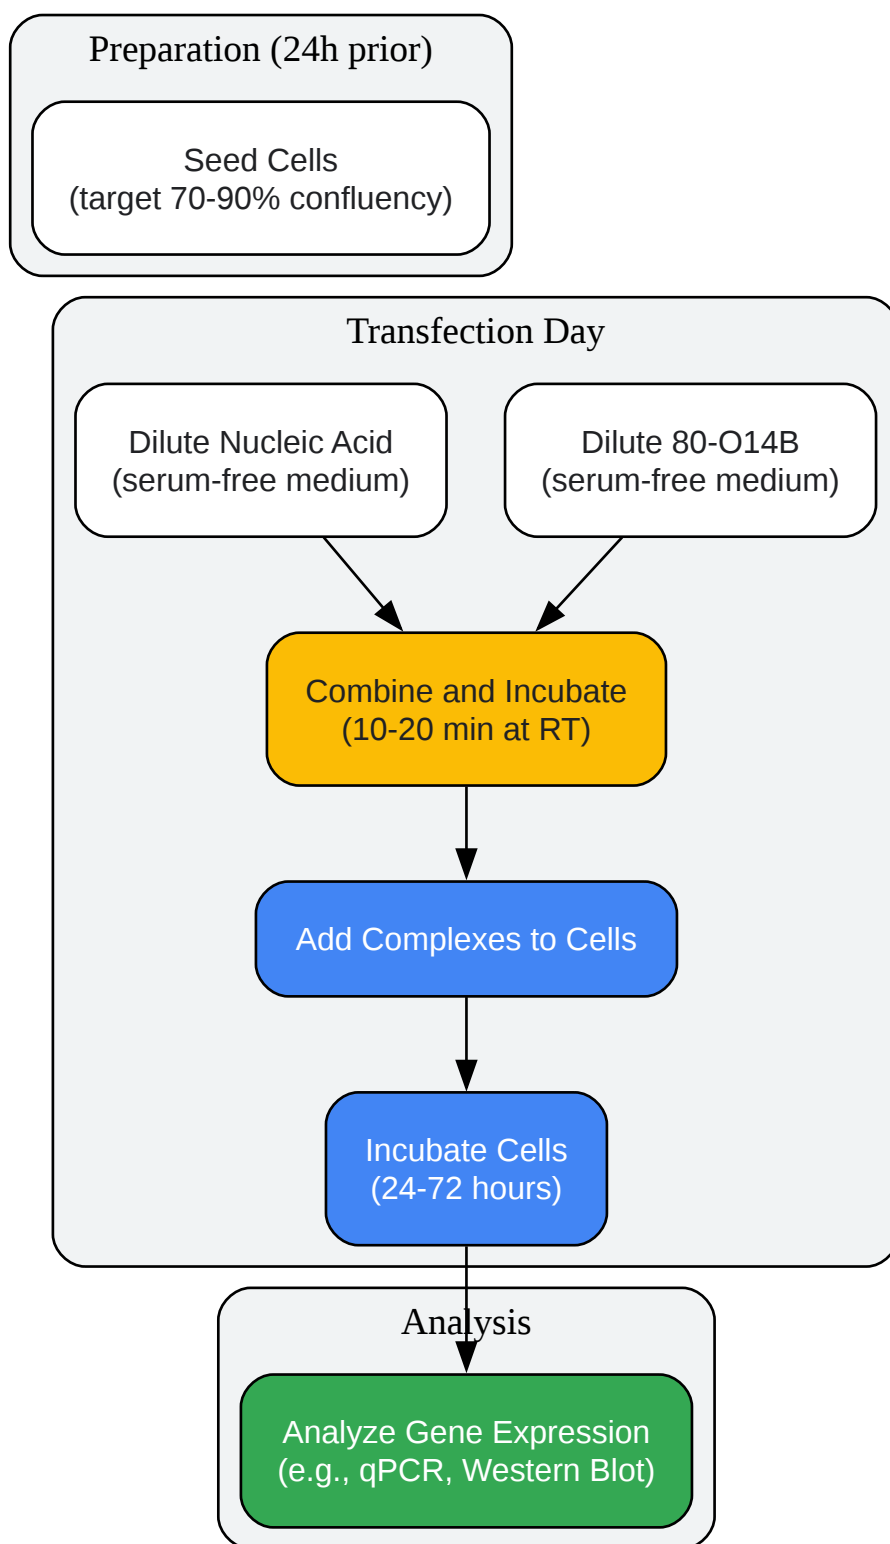 Preparation (24h prior)
Seed Cells
(target 70-90% confluency)
Transfection Day
Dilute Nucleic Acid
(serum-free medium)
Dilute 80-O14B
(serum-free medium)
Combine and Incubate
(10-20 min at RT)
Add Complexes to Cells
Incubate Cells
(24-72 hours)
Analysis
Analyze Gene Expression
(e.g., qPCR, Western Blot)